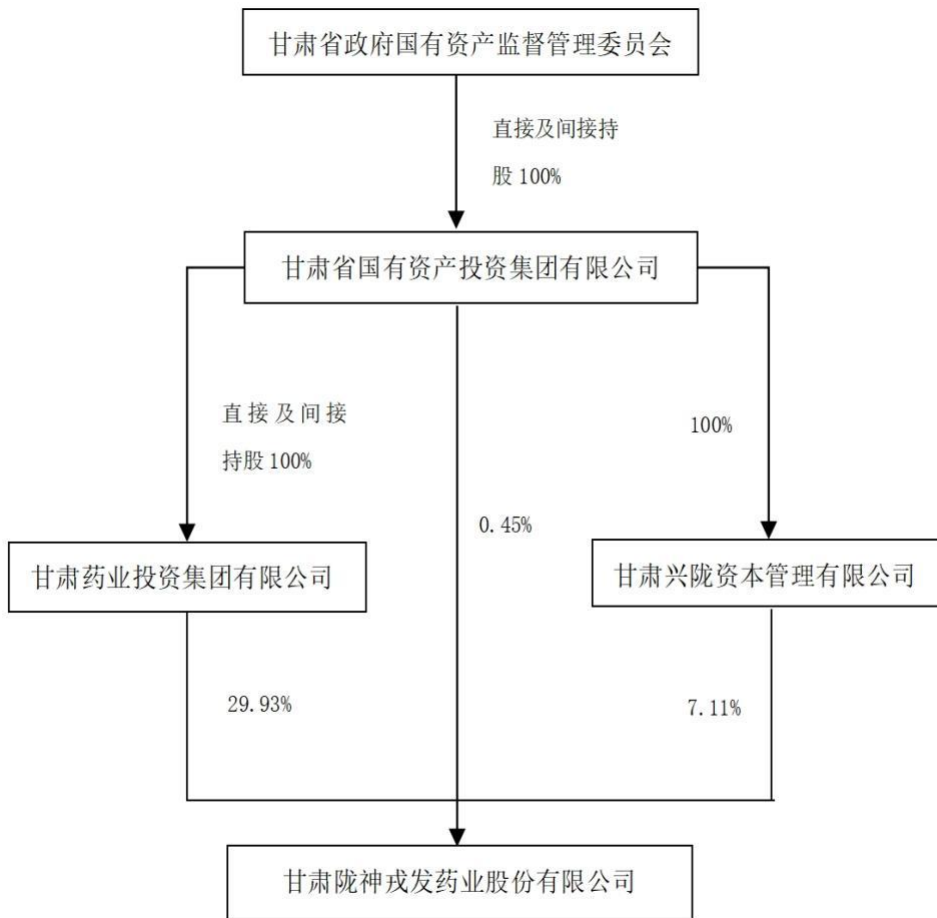 甘肃省政府国有资产监督管理委员会
直接及间接持
股 100%
甘肃省国有资产投资集团有限公司
直接及间接
持股 100%
100%
0.45%
甘肃药业投资集团有限公司
甘肃兴陇资本管理有限公司
29.93%
7.11%
甘肃陇神戎发药业股份有限公司